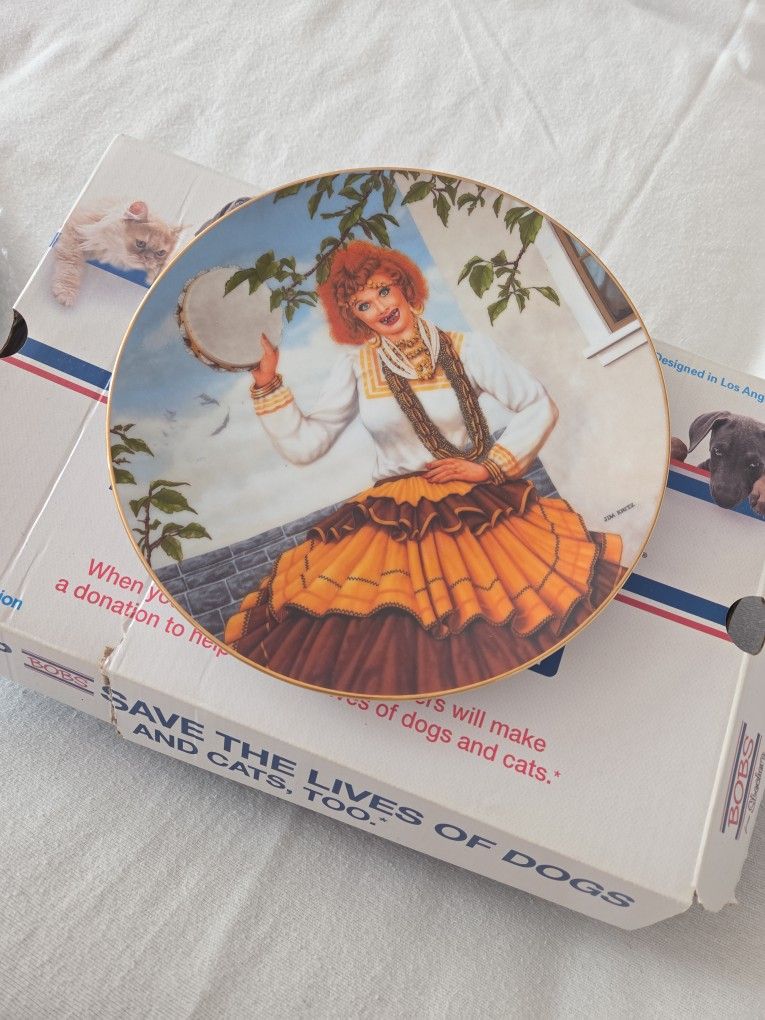 Designed in Los Ang
JIM KRITZ
When yo
a donation to help
ers will make
ves of dogs and cats.*
ion
BOBS
SAVE THE LIVES OF DOGS
AND CATS, TOO.*
BOBS